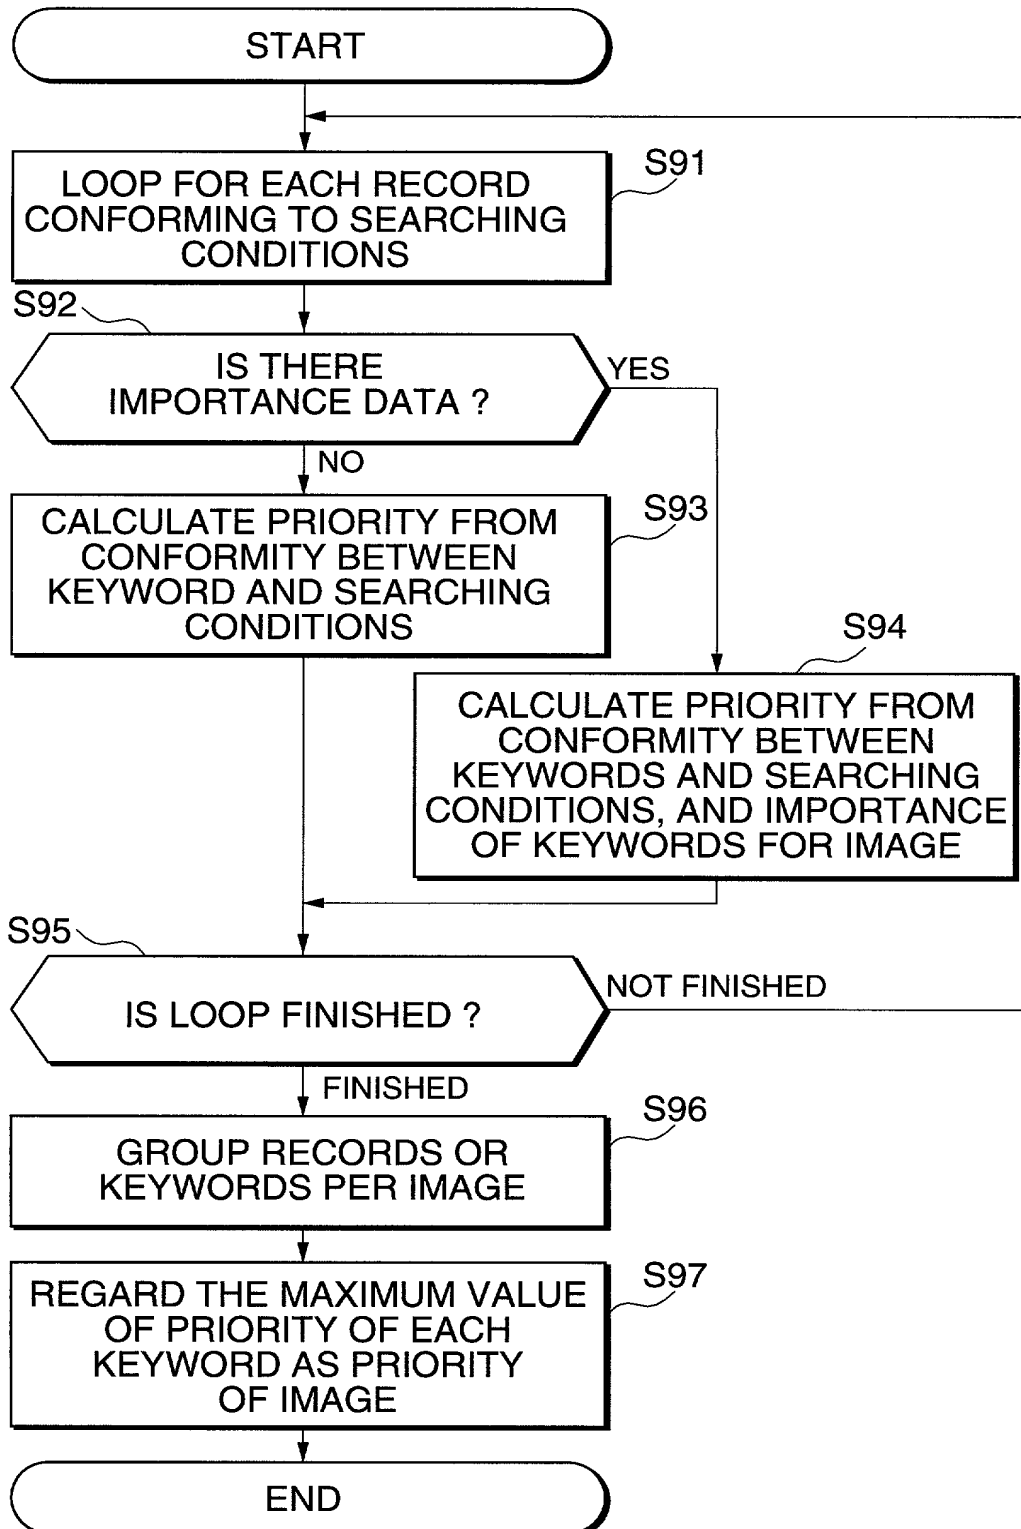 START
S91
LOOP FOR EACH RECORD
CONFORMING TO SEARCHING
CONDITIONS
S92
IS THERE
IMPORTANCE DATA ?
YES
NO
S93
CALCULATE PRIORITY FROM
CONFORMITY BETWEEN
KEYWORD AND SEARCHING
CONDITIONS
S94
CALCULATE PRIORITY FROM
CONFORMITY BETWEEN
KEYWORDS AND SEARCHING
CONDITIONS, AND IMPORTANCE
OF KEYWORDS FOR IMAGE
S95
IS LOOP FINISHED ?
NOT FINISHED
FINISHED
S96
GROUP RECORDS OR
KEYWORDS PER IMAGE
S97
REGARD THE MAXIMUM VALUE
OF PRIORITY OF EACH
KEYWORD AS PRIORITY
OF IMAGE
END